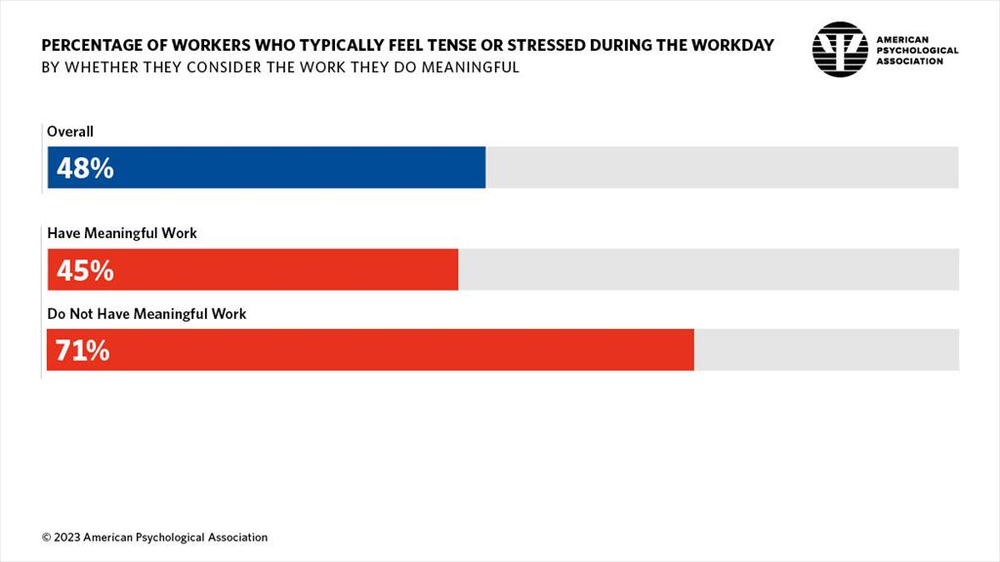 PERCENTAGE OF WORKERS WHO TYPICALLY FEEL TENSE OR STRESSED DURING THE WORKDAY
BY WHETHER THEY CONSIDER THE WORK THEY DO MEANINGFUL
AMERICAN
PSYCHOLOGICAL
ASSOCIATION
Overall
48%
Have Meaningful Work
45%
Do Not Have Meaningful Work
71%
© 2023 American Psychological Association